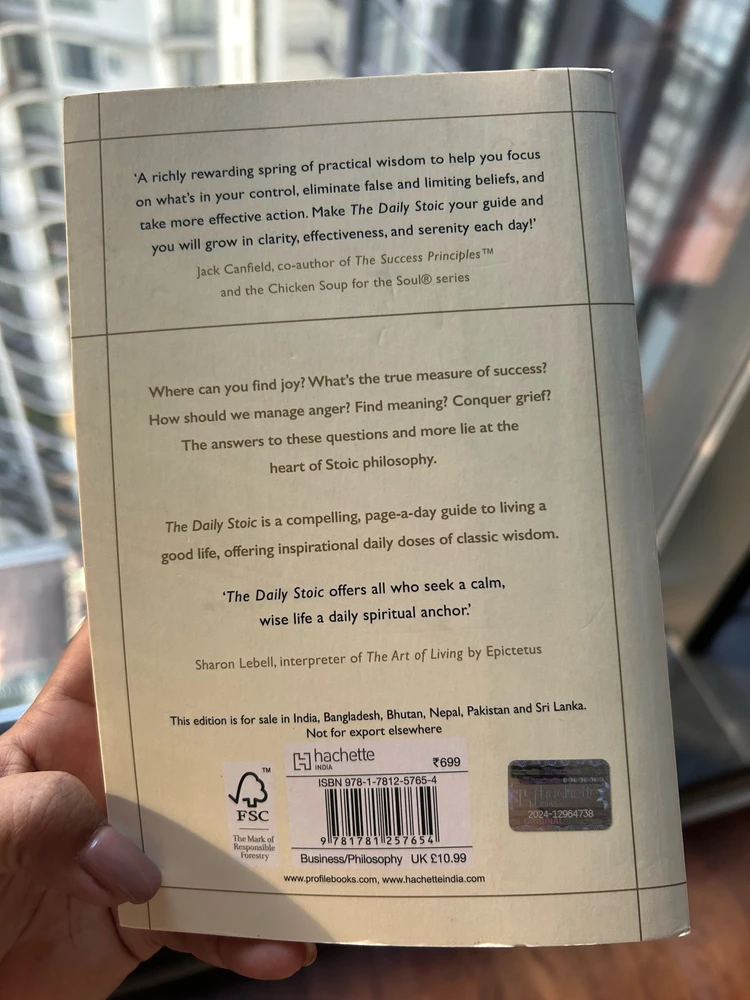 ‘A richly rewarding spring of practical wisdom to help you focus
on what’s in your control, eliminate false and limiting beliefs, and
take more effective action. Make The Daily Stoic your guide and
you will grow in clarity, effectiveness, and serenity each day!’
Jack Canfield, co-author of The Success Principles™
and the Chicken Soup for the Soul® series
Where can you find joy? What’s the true measure of success?
How should we manage anger? Find meaning? Conquer grief?
The answers to these questions and more lie at the
heart of Stoic philosophy.
The Daily Stoic is a compelling, page-a-day guide to living a
good life, offering inspirational daily doses of classic wisdom.
‘The Daily Stoic offers all who seek a calm,
wise life a daily spiritual anchor.’
Sharon Lebell, interpreter of The Art of Living by Epictetus
This edition is for sale in India, Bangladesh, Bhutan, Nepal, Pakistan and Sri Lanka.
Not for export elsewhere
TM
FSC
The Mark of
Responsible
Forestry
hachette
INDIA
₹699
ISBN 978-1-7812-5765-4
9 781781 257654
Business/Philosophy UK £10.99
www.profilebooks.com, www.hachetteindia.com
hachette
2024-12964738